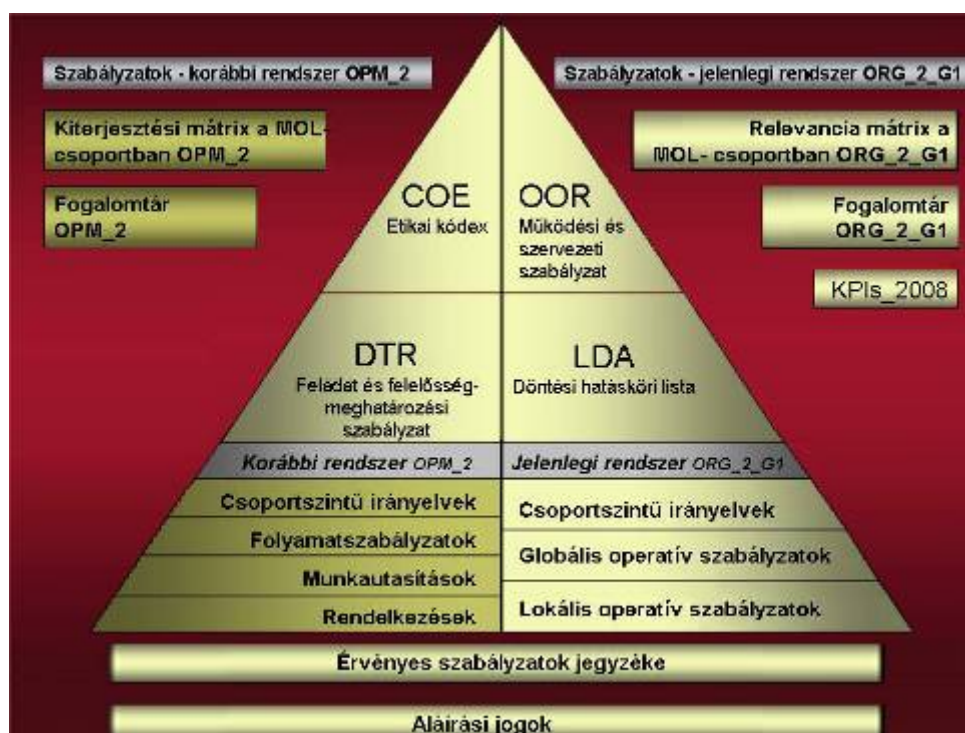 Szabályzatok - korábbi rendszer OPM_2
Szabályzatok - jelenlegi rendszer ORG_2_G1
Kiterjesztési mátrix a MOL-
csoportban OPM_2
Relevancia mátrix a
MOL- csoportban ORG_2_G1
Fogalomtár
OPM_2
Fogalomtár
ORG_2_G1
KPIs_2008
COE
Etikai kódex
OOR
Működési és
szervezeti
szabályzat
DTR
Feladat és felelősség-
meghatározási
szabályzat
LDA
Döntési hatásköri lista
Korábbi rendszer OPM_2
Jelenlegi rendszer ORG_2_G1
Csoportszintű irányelvek
Folyamatszabályzatok
Munkautasítások
Rendelkezések
Csoportszintű irányelvek
Globális operatív szabályzatok
Lokális operatív szabályzatok
Érvényes szabályzatok jegyzéke
Aláírási jogok